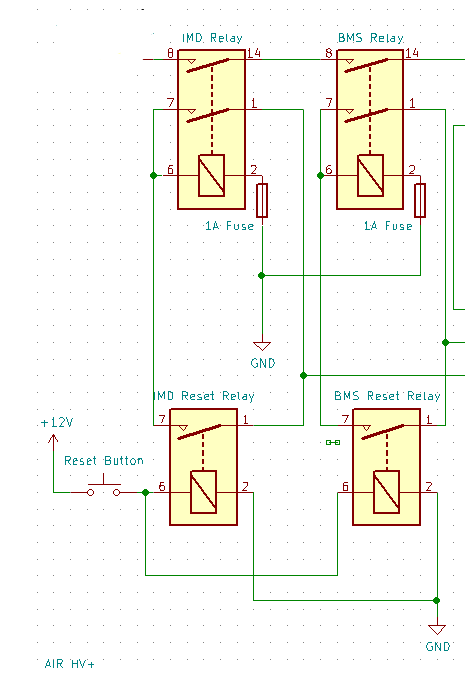 IMD Relay BMS Relay
8 14 8 14
7 1 7 1
6 2 6 2
1A Fuse 1A Fuse
GND
IMD Reset Relay BMS Reset Relay
+12V 7 1 7 1
Reset Button
6 2 6 2
GND
AIR HV+